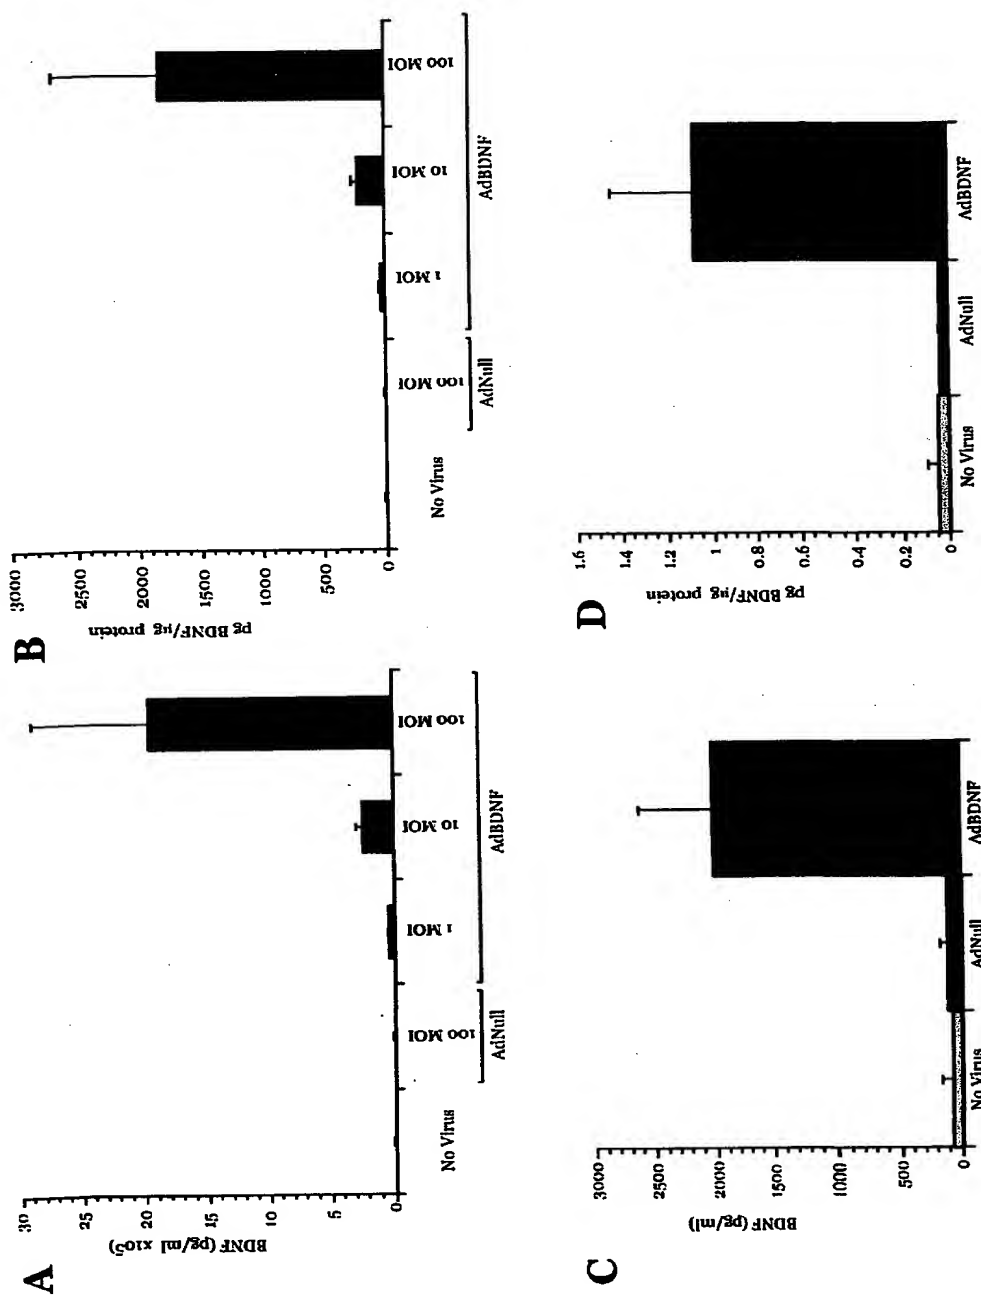 A
BDNF (pg/ml x10⁵)
30
20
10
5
0
No Virus
100 MOI
1 MOI
10 MOI
100 MOI
AdNull
AdBDNF
B
pg BDNF/µg protein
3000
2500
2000
1500
1000
500
0
No Virus
100 MOI
1 MOI
10 MOI
100 MOI
AdNull
AdBDNF
C
BDNF (pg/ml)
3000
2500
2000
1500
1000
500
0
No Virus
AdNull
AdBDNF
D
pg BDNF/µg protein
1.6
1.4
1.2
1
0.8
0.6
0.4
0.2
0
No Virus
AdNull
AdBDNF